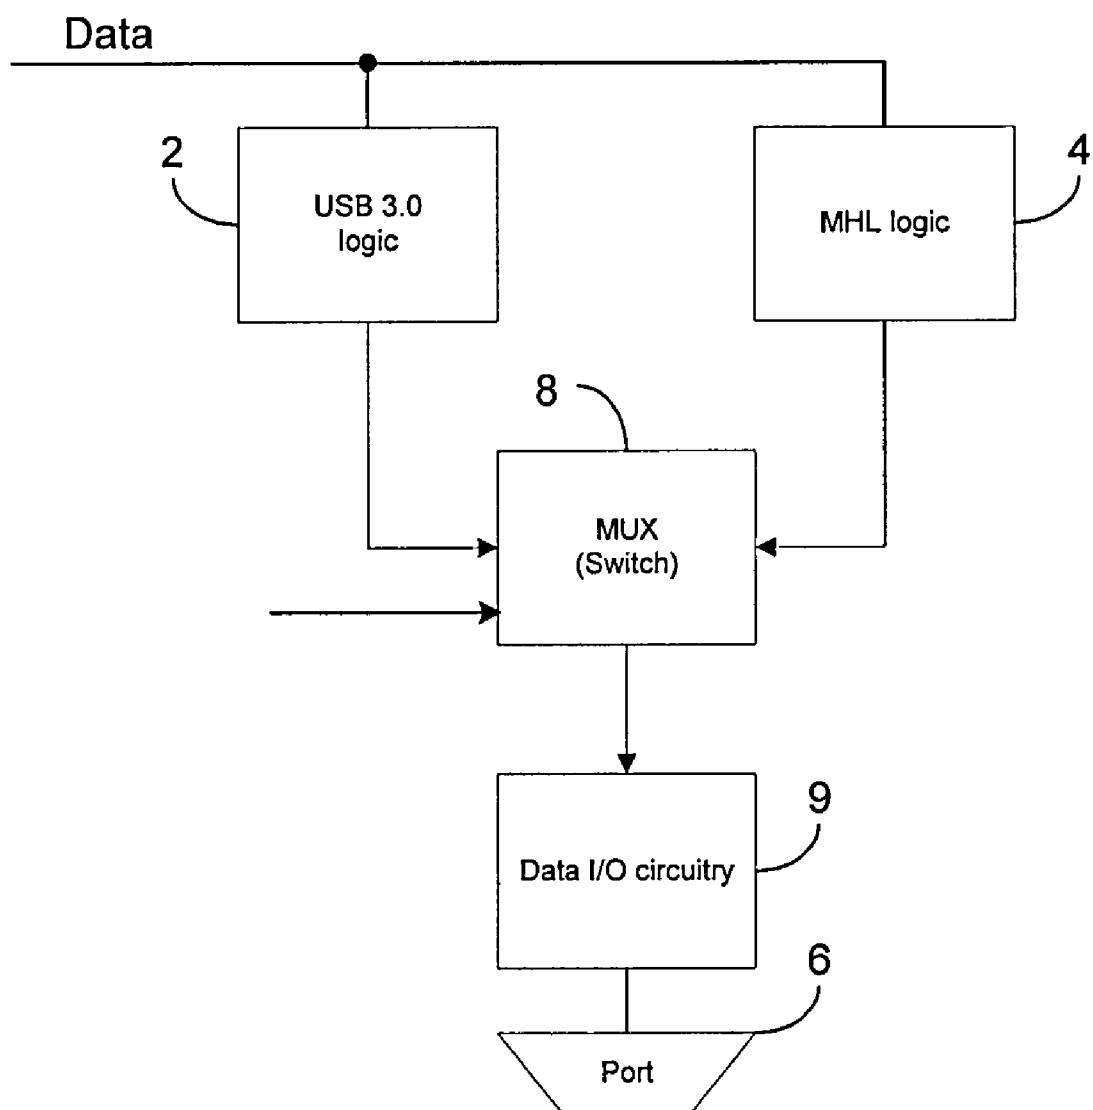 Data
2
USB 3.0
logic
4
MHL logic
8
MUX
(Switch)
9
Data I/O circuitry
6
Port